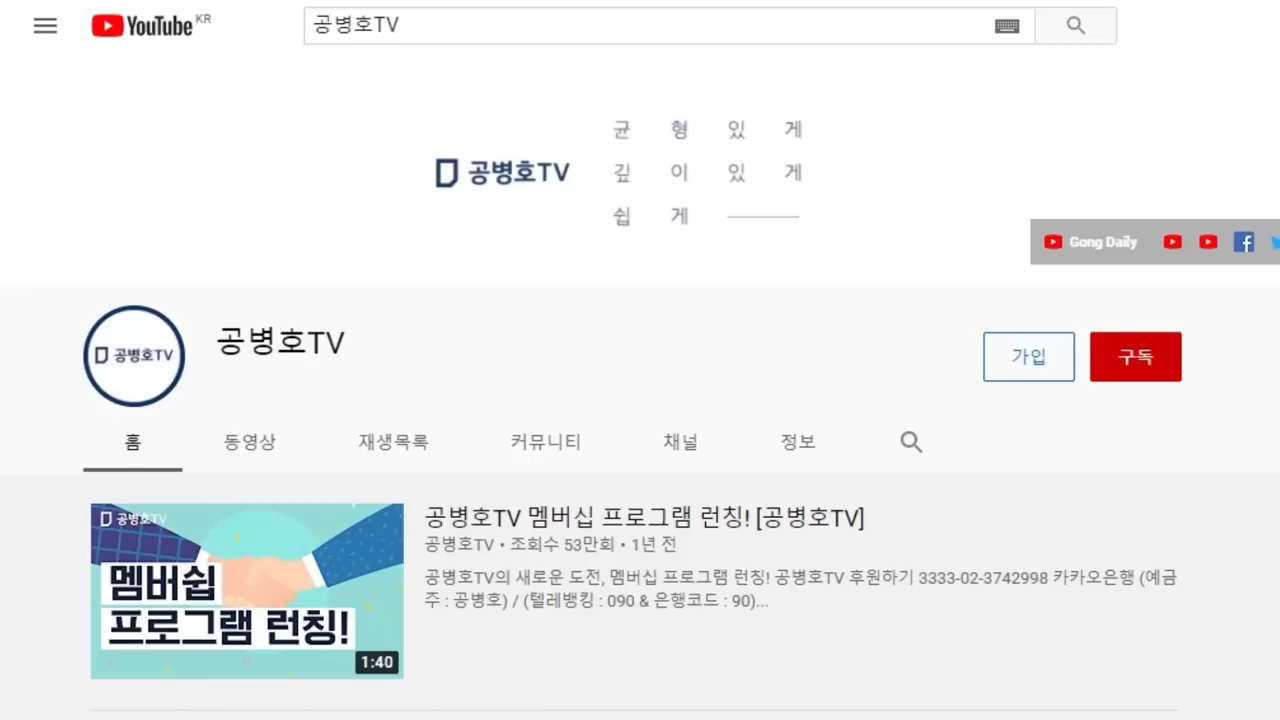 YouTube KR
공병호TV
균 형 있 게
공병호TV
깊 이 있 게
쉽 게
Gong Daily
공병호TV
공병호TV
가입
구독
홈
동영상
재생목록
커뮤니티
채널
정보
공병호TV
멤버쉽
프로그램 런칭!
1:40
공병호TV 멤버십 프로그램 런칭! [공병호TV]
공병호TV • 조회수 53만회 • 1년 전
공병호TV의 새로운 도전, 멤버십 프로그램 런칭! 공병호TV 후원하기 3333-02-3742998 카카오은행 (예금
주 : 공병호) / (텔레뱅킹 : 090 & 은행코드 : 90)...